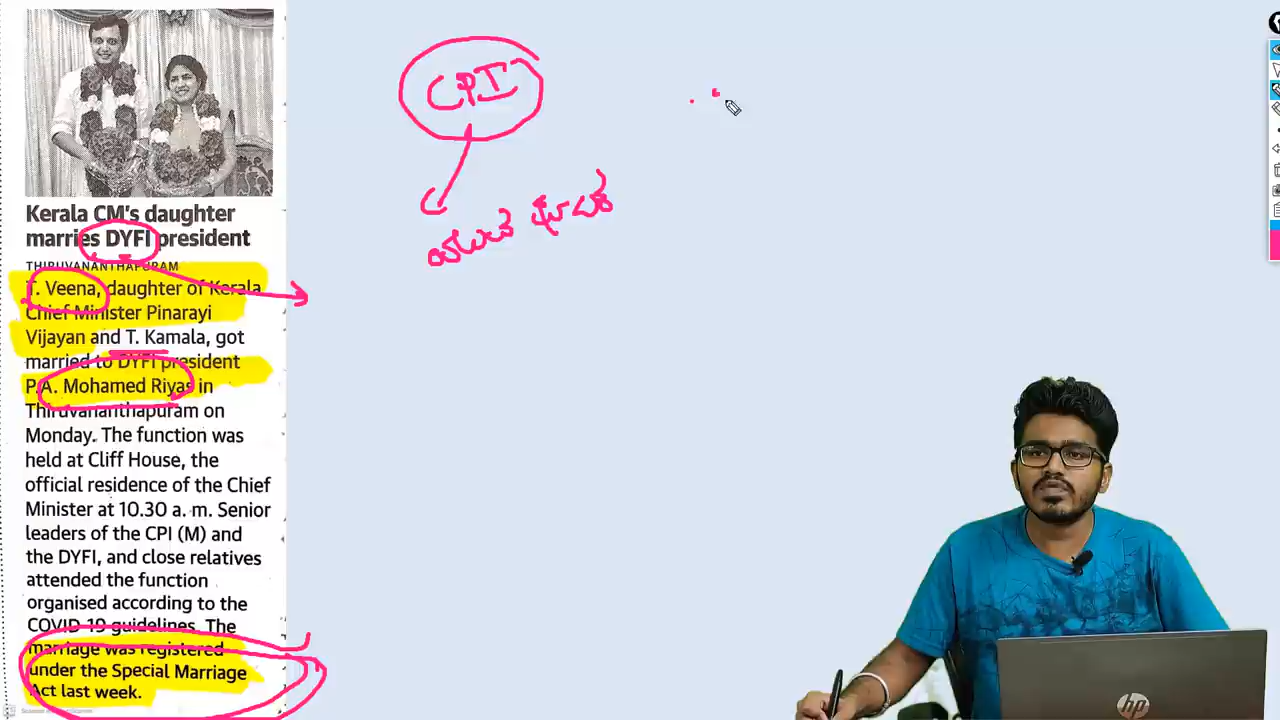 Kerala CM's daughter
marries DYFI president
THIRUVANANTHAPURAM
T. Veena, daughter of Kerala
Chief Minister Pinarayi
Vijayan and T. Kamala, got
married to DYFI president
P.A. Mohamed Riyas in
Thiruvananthapuram on
Monday. The function was
held at Cliff House, the
official residence of the Chief
Minister at 10.30 a. m. Senior
leaders of the CPI (M) and
the DYFI, and close relatives
attended the function
organised according to the
COVID-19 guidelines. The
marriage was registered
under the Special Marriage
Act last week.
CPI
hp